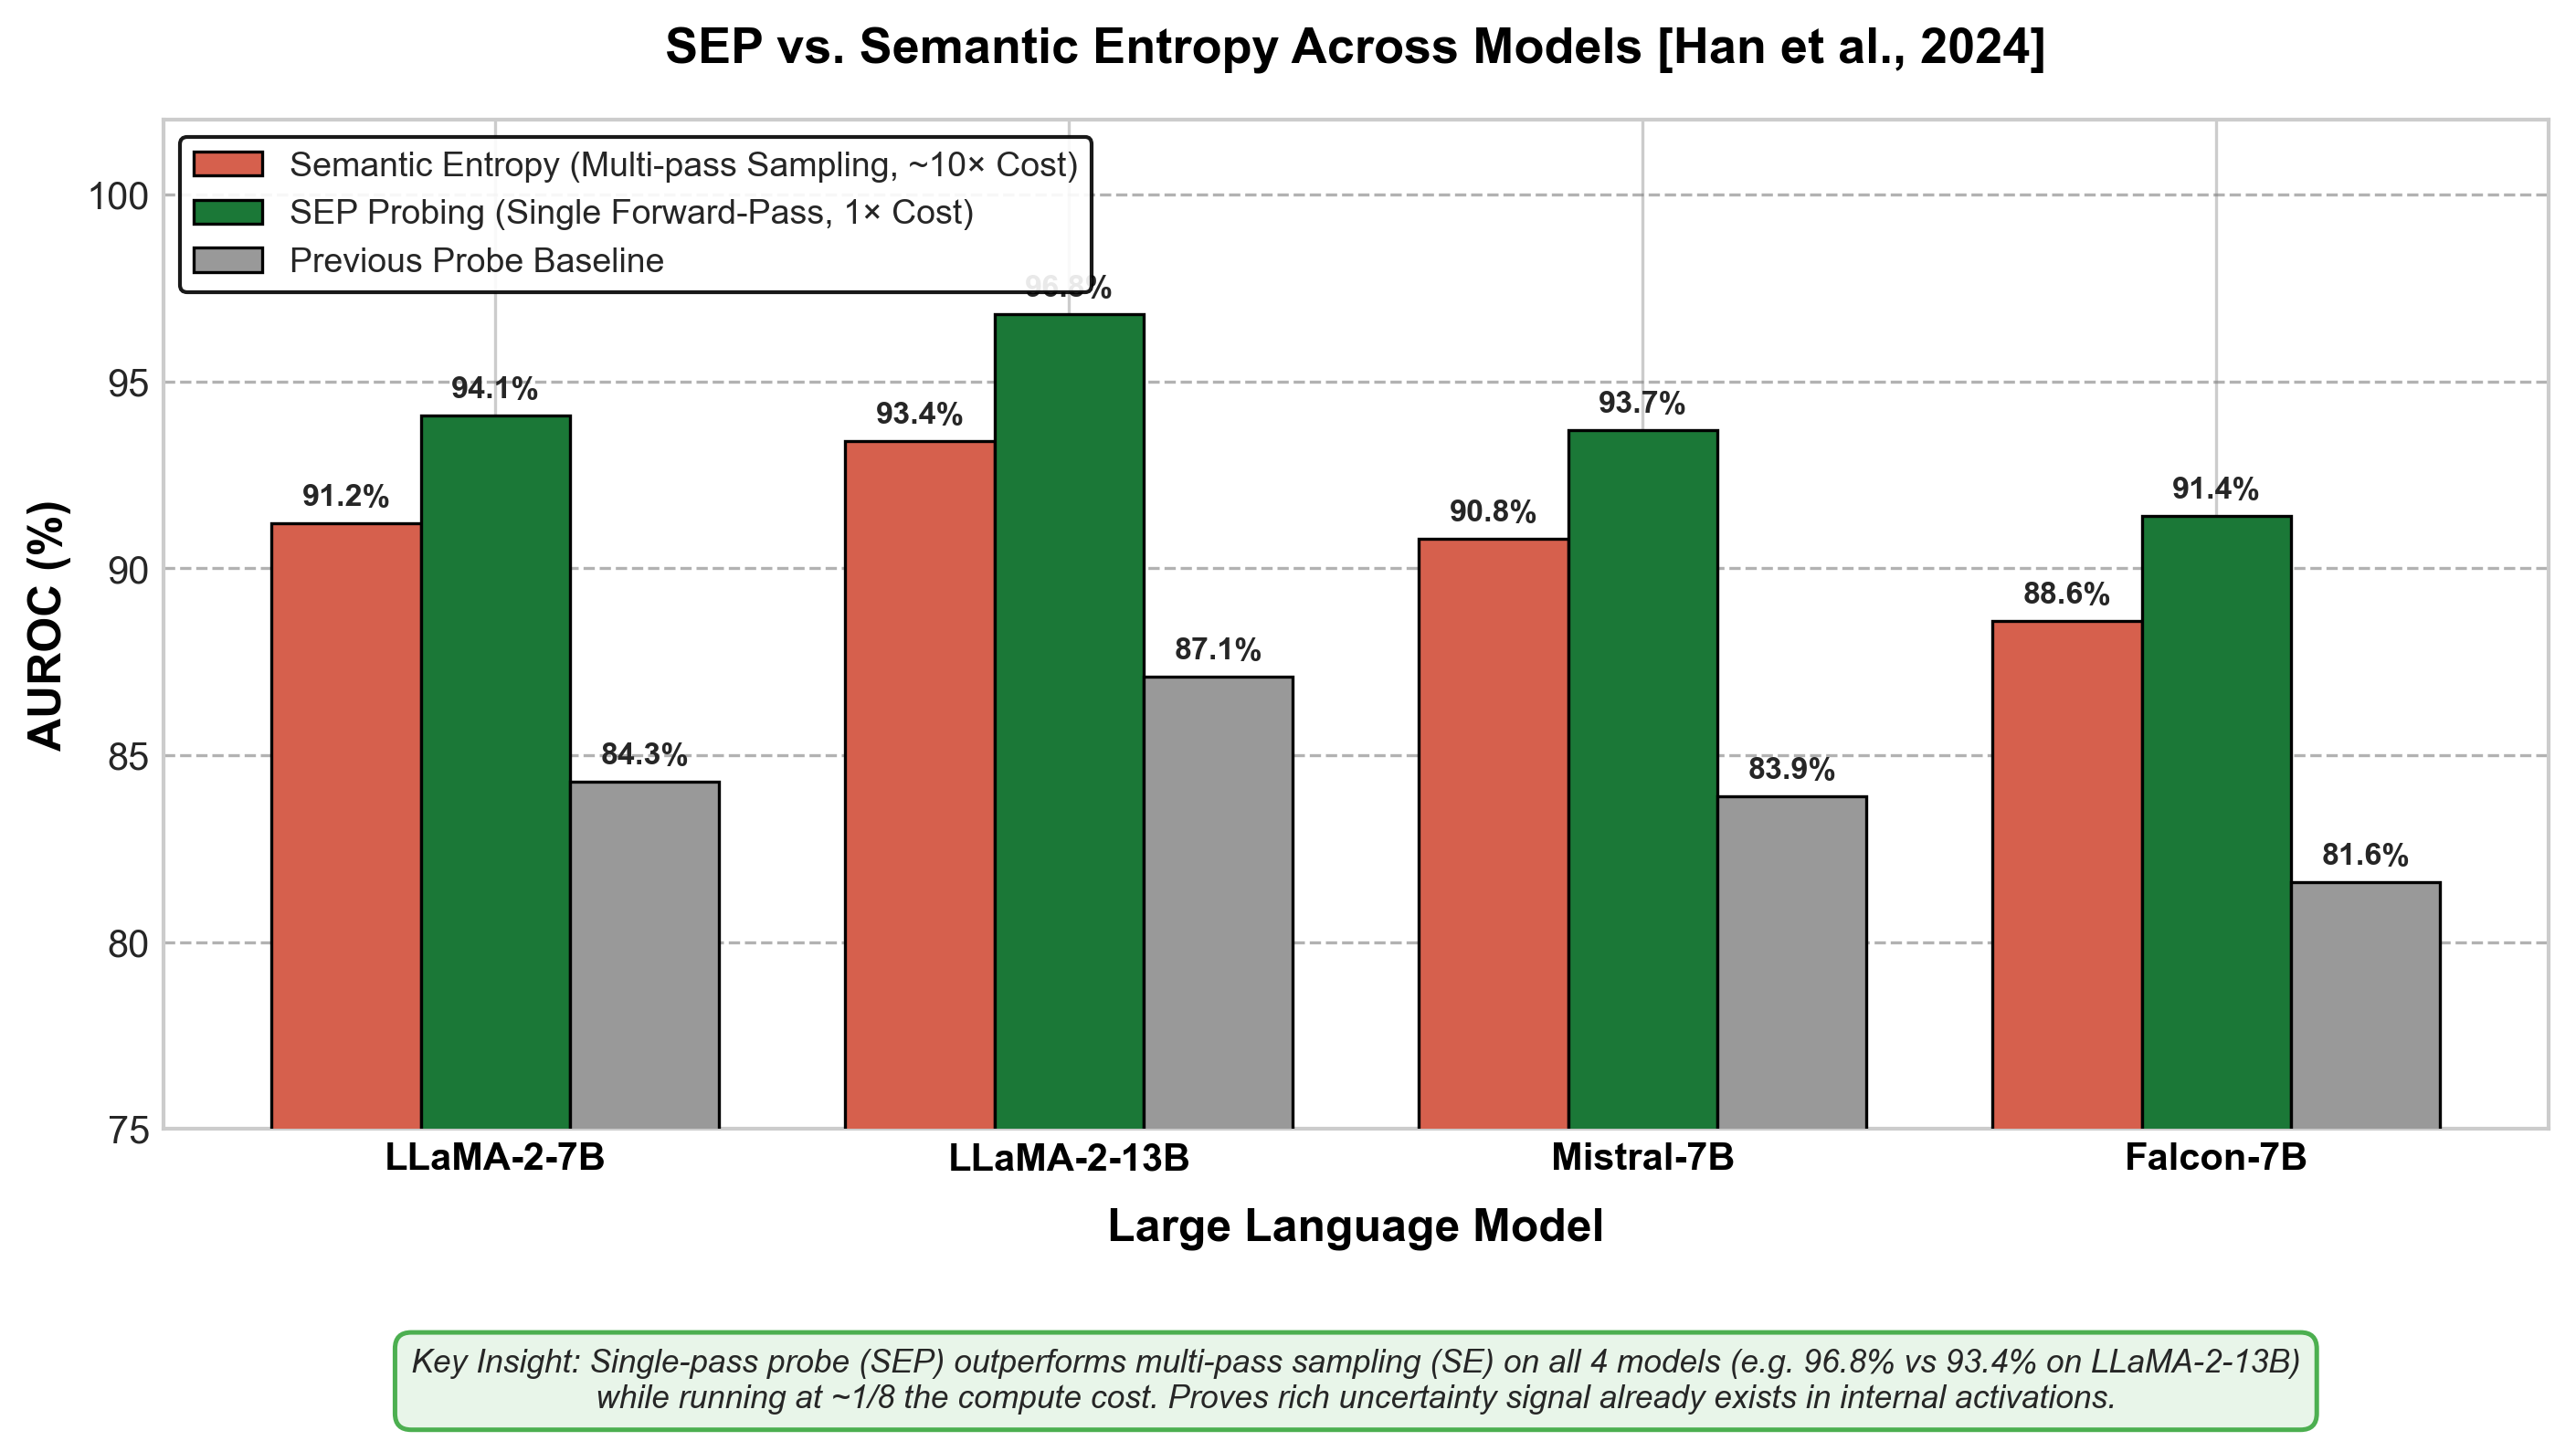 SEP vs. Semantic Entropy Across Models [Han et al., 2024]
Semantic Entropy (Multi-pass Sampling, ~10× Cost)
SEP Probing (Single Forward-Pass, 1× Cost)
Previous Probe Baseline
AUROC (%)
100
95
90
85
80
75
91.2%
94.1%
84.3%
93.4%
96.8%
87.1%
90.8%
93.7%
83.9%
88.6%
91.4%
81.6%
LLaMA-2-7B
LLaMA-2-13B
Mistral-7B
Falcon-7B
Large Language Model
Key Insight: Single-pass probe (SEP) outperforms multi-pass sampling (SE) on all 4 models (e.g. 96.8% vs 93.4% on LLaMA-2-13B)
while running at ~1/8 the compute cost. Proves rich uncertainty signal already exists in internal activations.